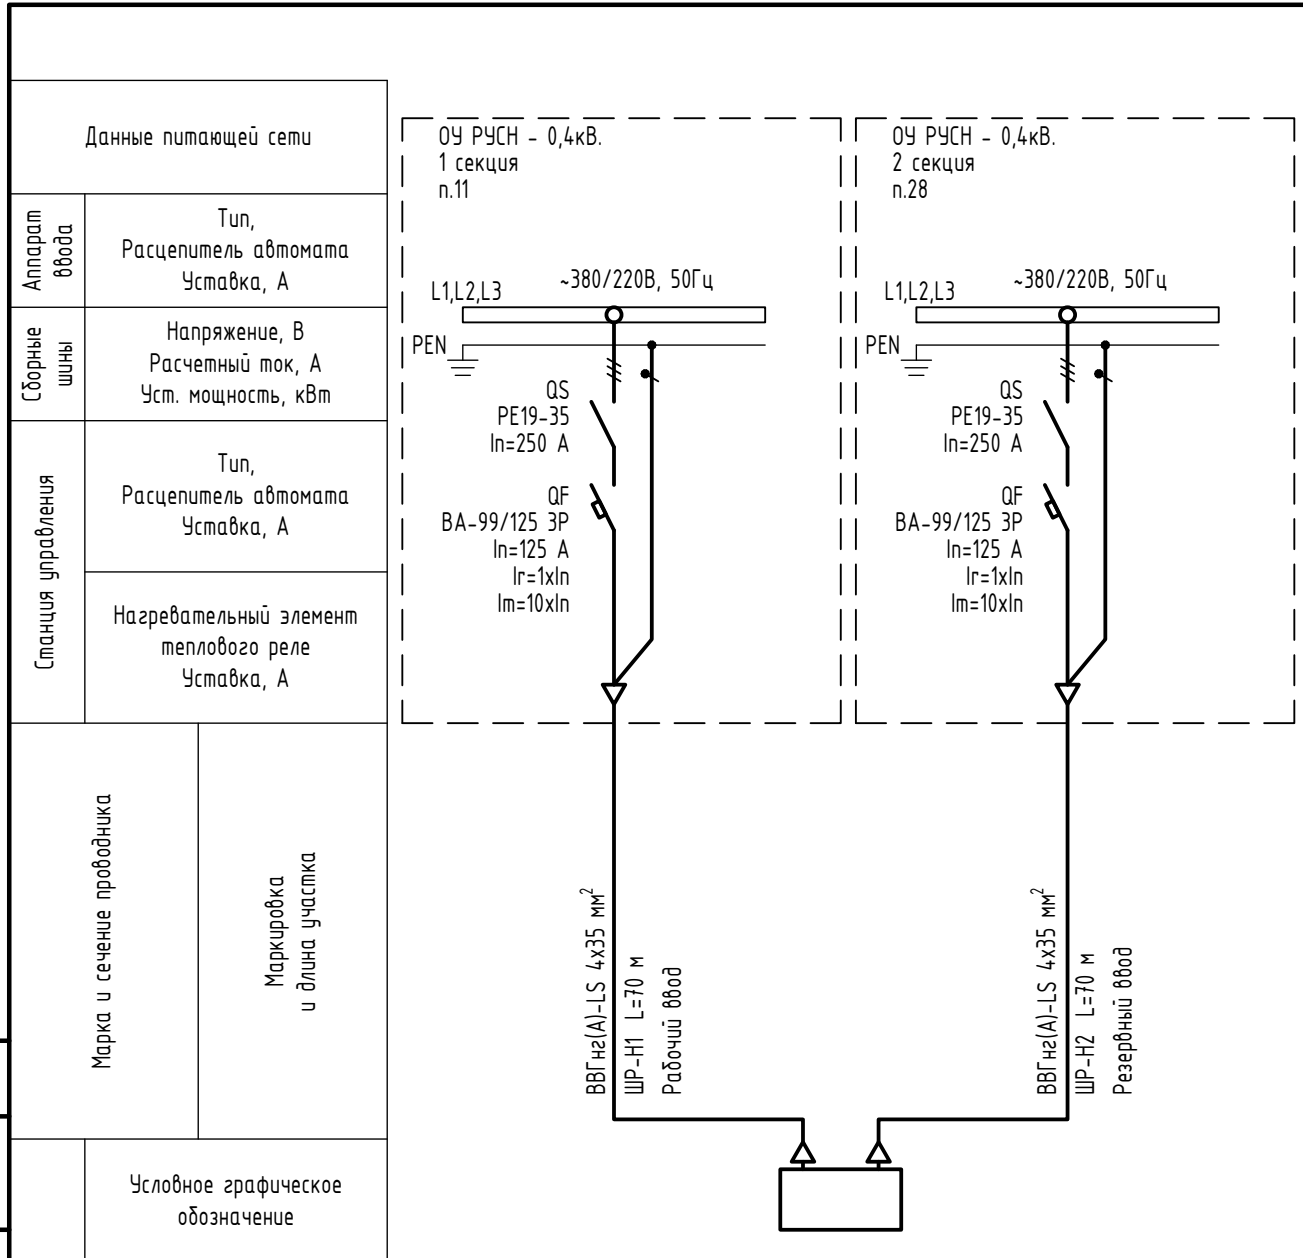 Данные питающей сети
Аппарат
ввода
Тип,
Расцепитель автомата
Уставка, А
Сборные
шины
Напряжение, В
Расчетный ток, А
Уст. мощность, кВт
Станция управления
Тип,
Расцепитель автомата
Уставка, А
Нагревательный элемент
теплового реле
Уставка, А
Марка и сечение проводника
Маркировка
и длина участка
Условное графическое
обозначение
ОУ РУСН - 0,4кВ.
1 секция
п.11
L1,L2,L3
~380/220В, 50Гц
PEN
QS
РЕ19-35
In=250 А
QF
ВА-99/125 3Р
In=125 А
Ir=1xIn
Im=10xIn
ВВГнг(А)-LS 4х35 мм²
ШР-Н1 L=70 м
Рабочий ввод
ОУ РУСН - 0,4кВ.
2 секция
п.28
L1,L2,L3
~380/220В, 50Гц
PEN
QS
РЕ19-35
In=250 А
QF
ВА-99/125 3Р
In=125 А
Ir=1xIn
Im=10xIn
ВВГнг(А)-LS 4х35 мм²
ШР-Н2 L=70 м
Резервный ввод